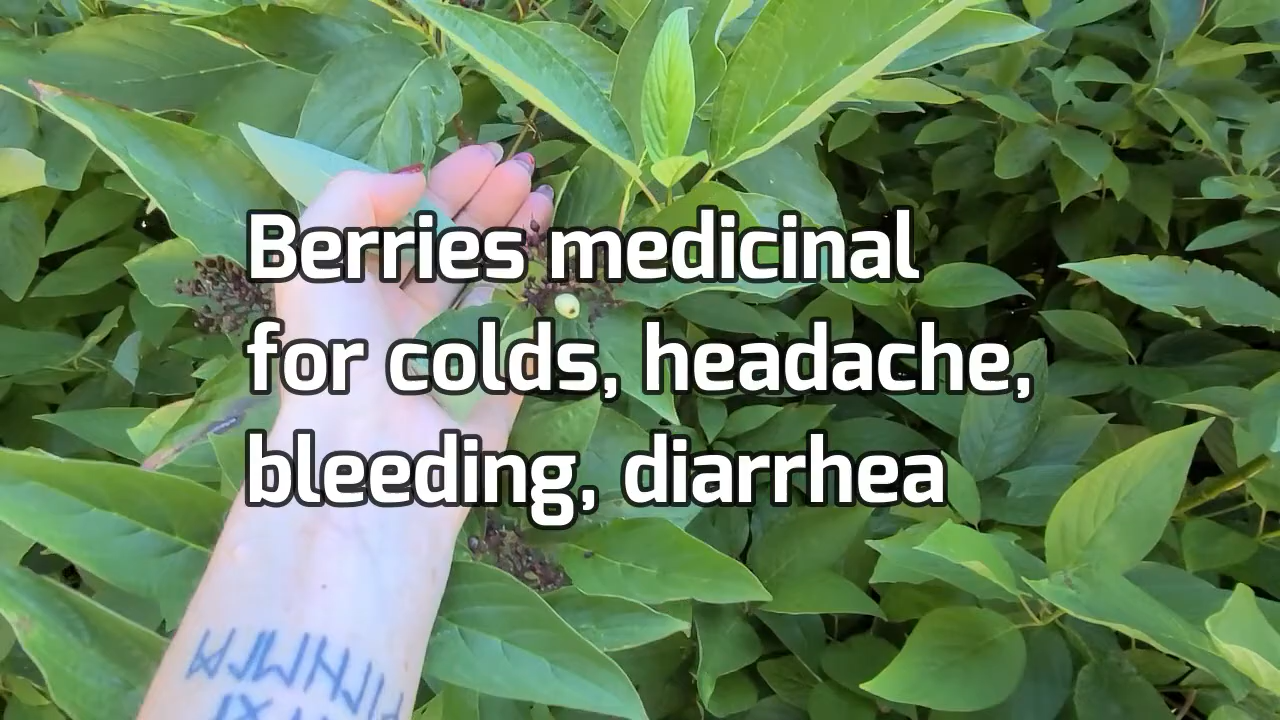 Berries medicinal
for colds, headache,
bleeding, diarrhea